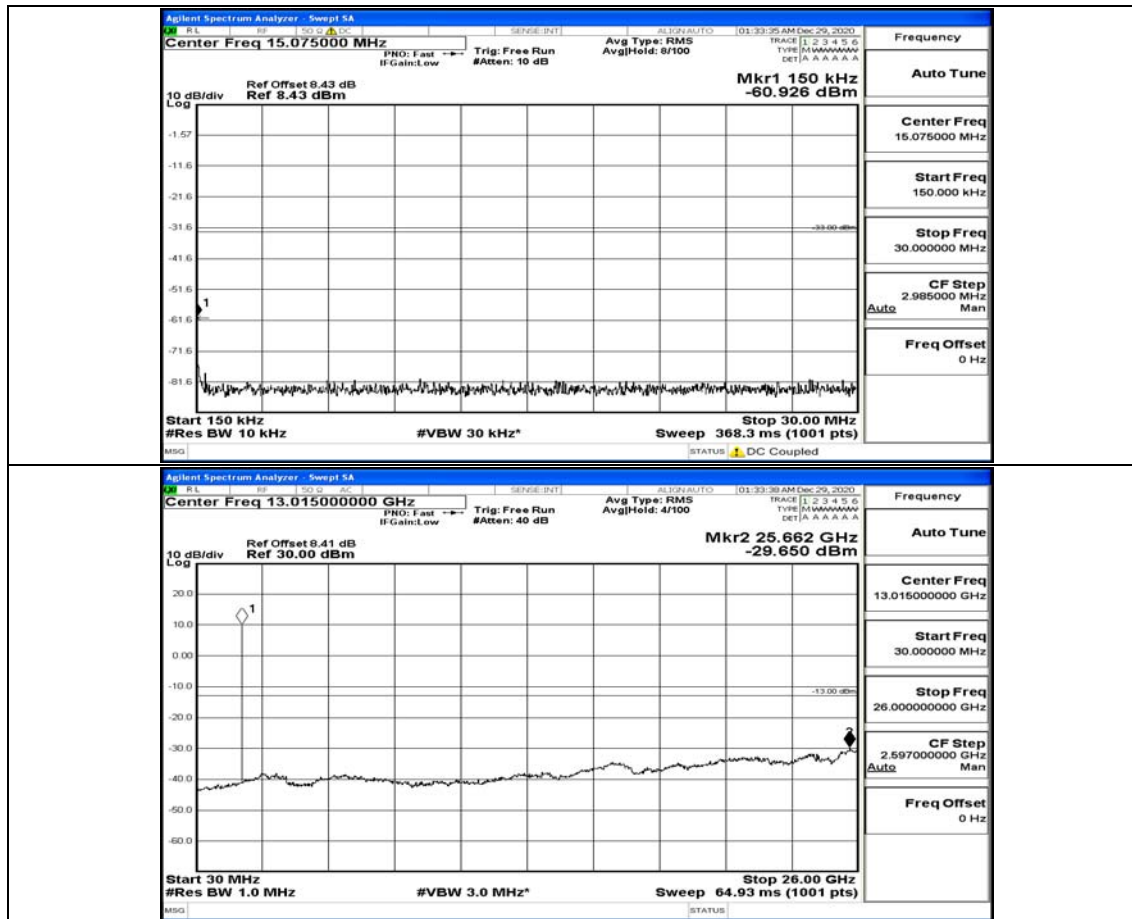 Agilent Spectrum Analyzer - Swept SA
RL RF 50 Ω DC SENSE:INT ALIGN AUTO 01:33:35 AM Dec 29, 2020
Center Freq 15.075000 MHz
PNO: Fast
IFGain:Low
Trig: Free Run
#Atten: 10 dB
Avg Type: RMS
Avg|Hold: 8/100
TRACE 1 2 3 4 5 6
TYPE M
DET A A A A A A
Ref Offset 8.43 dB
Ref 8.43 dBm
10 dB/div
Log
Mkr1 150 kHz
-60.926 dBm
-1.57
-11.6
-21.6
-31.6
-33.00 dBm
-41.6
-51.6
1
-61.6
-71.6
-81.6
Start 150 kHz
Stop 30.00 MHz
#Res BW 10 kHz
#VBW 30 kHz*
Sweep 368.3 ms (1001 pts)
MSG
STATUS
DC Coupled
Frequency
Auto Tune
Center Freq
15.075000 MHz
Start Freq
150.000 kHz
Stop Freq
30.000000 MHz
CF Step
2.985000 MHz
Auto Man
Freq Offset
0 Hz
Agilent Spectrum Analyzer - Swept SA
RL RF 50 Ω AC SENSE:INT ALIGN AUTO 01:33:38 AM Dec 29, 2020
Center Freq 13.015000000 GHz
PNO: Fast
IFGain:Low
Trig: Free Run
#Atten: 40 dB
Avg Type: RMS
Avg|Hold: 4/100
TRACE 1 2 3 4 5 6
TYPE M
DET A A A A A A
Ref Offset 8.41 dB
Ref 30.00 dBm
10 dB/div
Log
Mkr2 25.662 GHz
-29.650 dBm
20.0
1
10.0
0.00
-10.0
-13.00 dBm
-20.0
2
-30.0
-40.0
-50.0
-60.0
Start 30 MHz
Stop 26.00 GHz
#Res BW 1.0 MHz
#VBW 3.0 MHz*
Sweep 64.93 ms (1001 pts)
MSG
STATUS
Frequency
Auto Tune
Center Freq
13.015000000 GHz
Start Freq
30.000000 MHz
Stop Freq
26.000000000 GHz
CF Step
2.597000000 GHz
Auto Man
Freq Offset
0 Hz